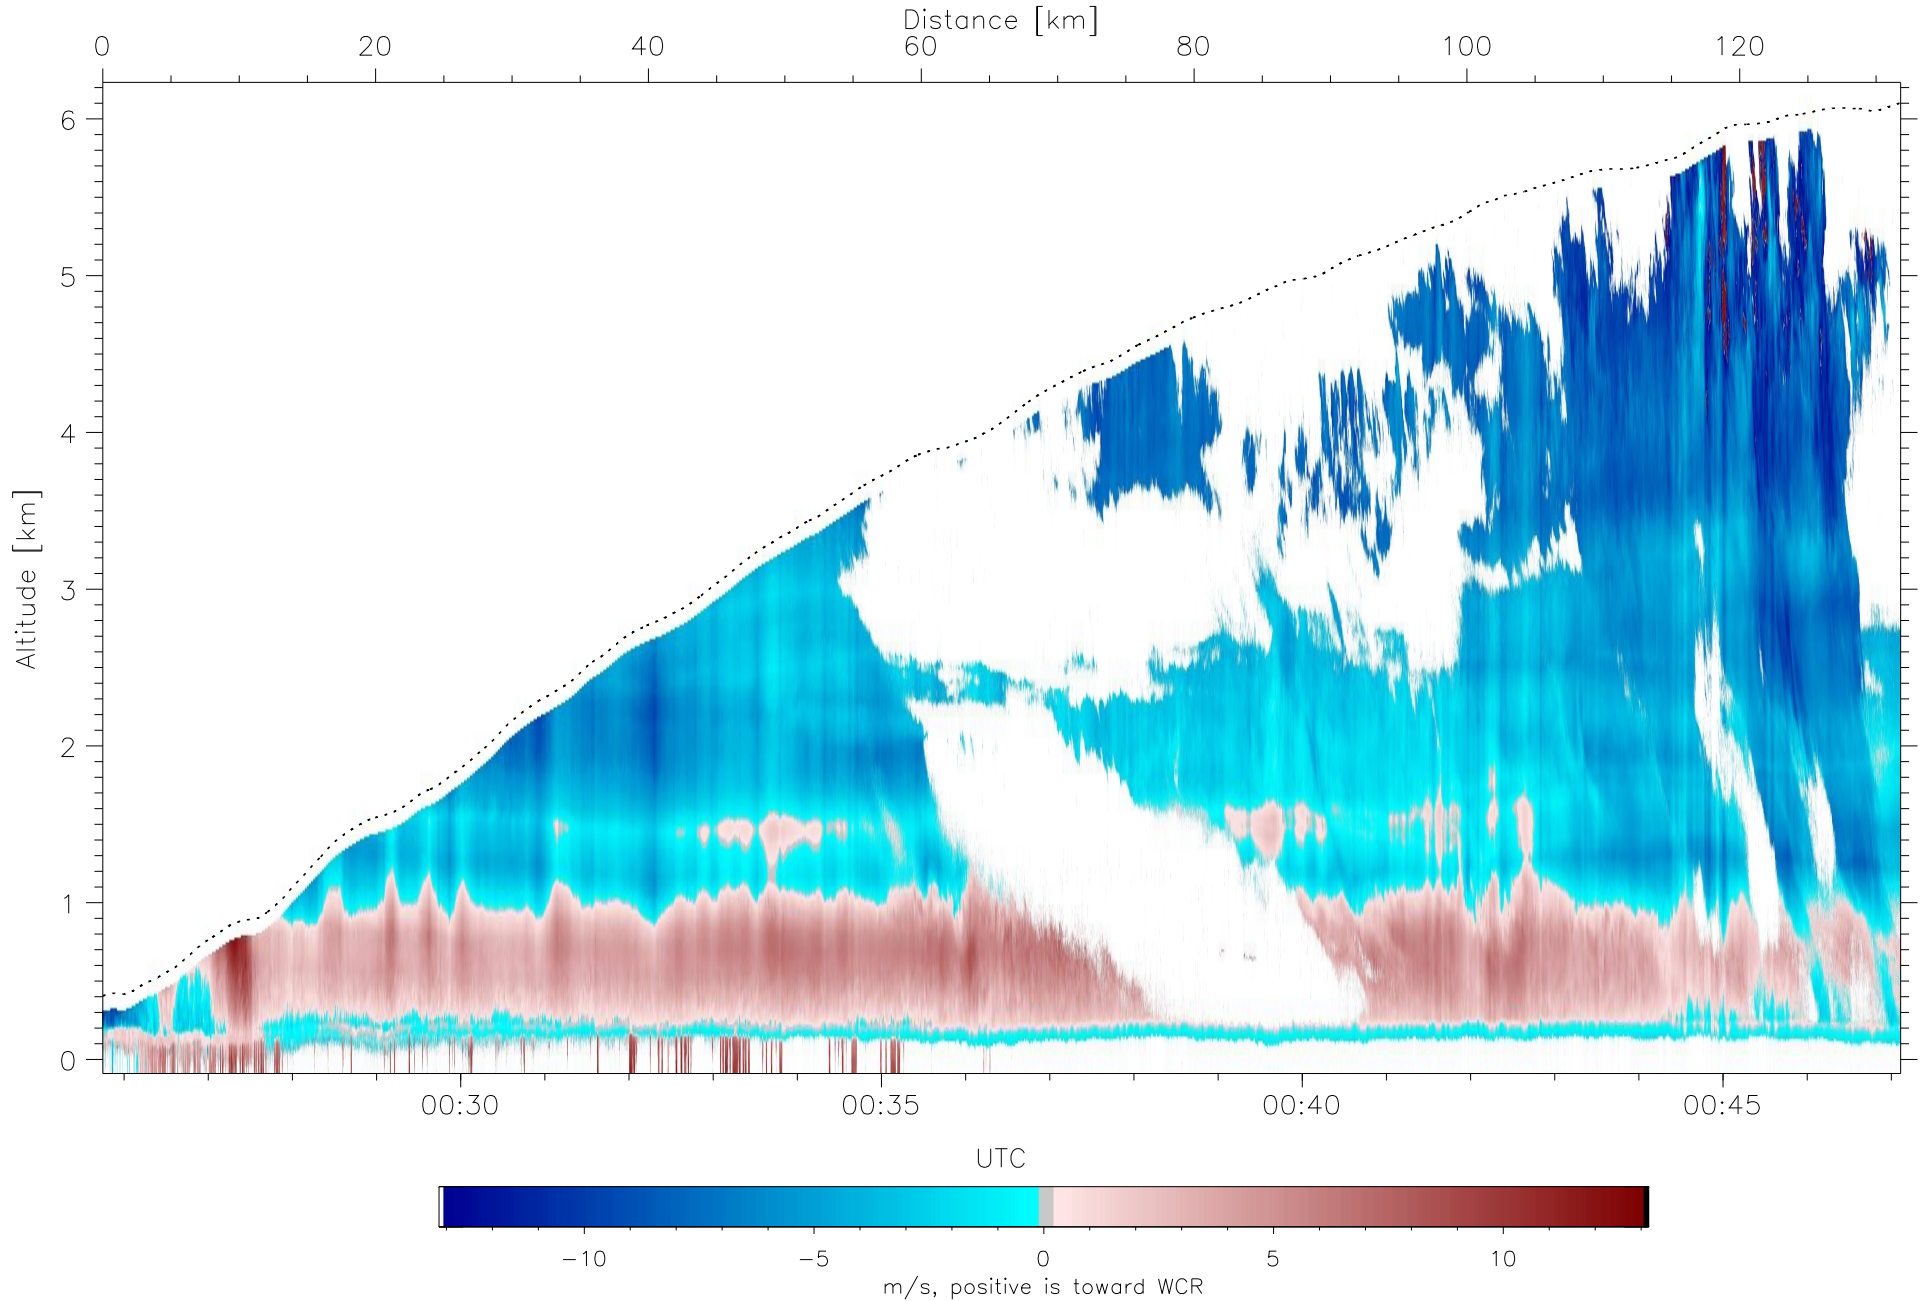 Distance [km]
0 20 40 60 80 100 120
6
5
4
3
2
1
0
Altitude [km]
00:30 00:35 00:40 00:45
UTC
−10 −5 0 5 10
m/s, positive is toward WCR